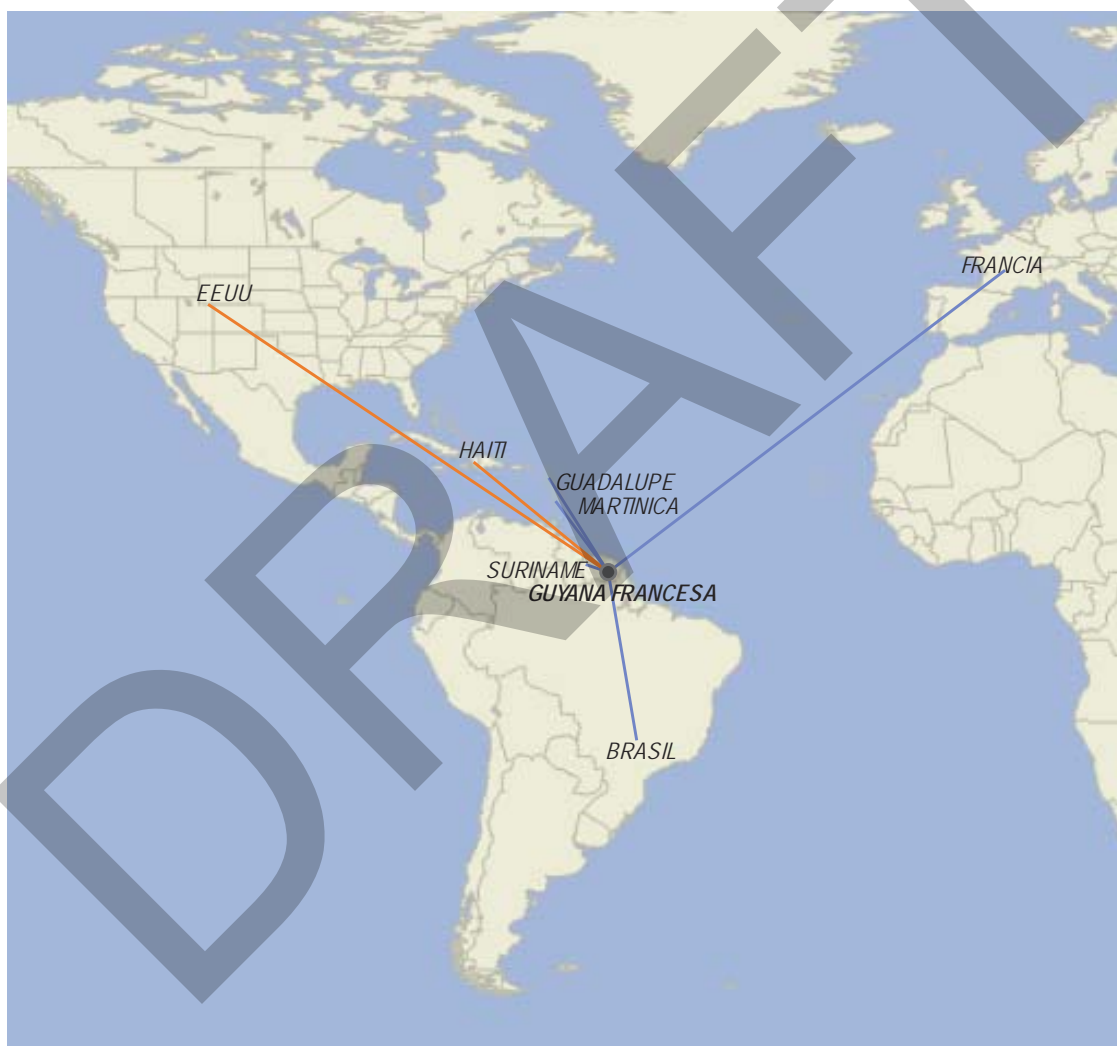 FRANCIA
EEUU
HAITI
GUADALUPE
MARTINICA
SURINAME
GUYANA FRANCESA
BRASIL
DRAFT